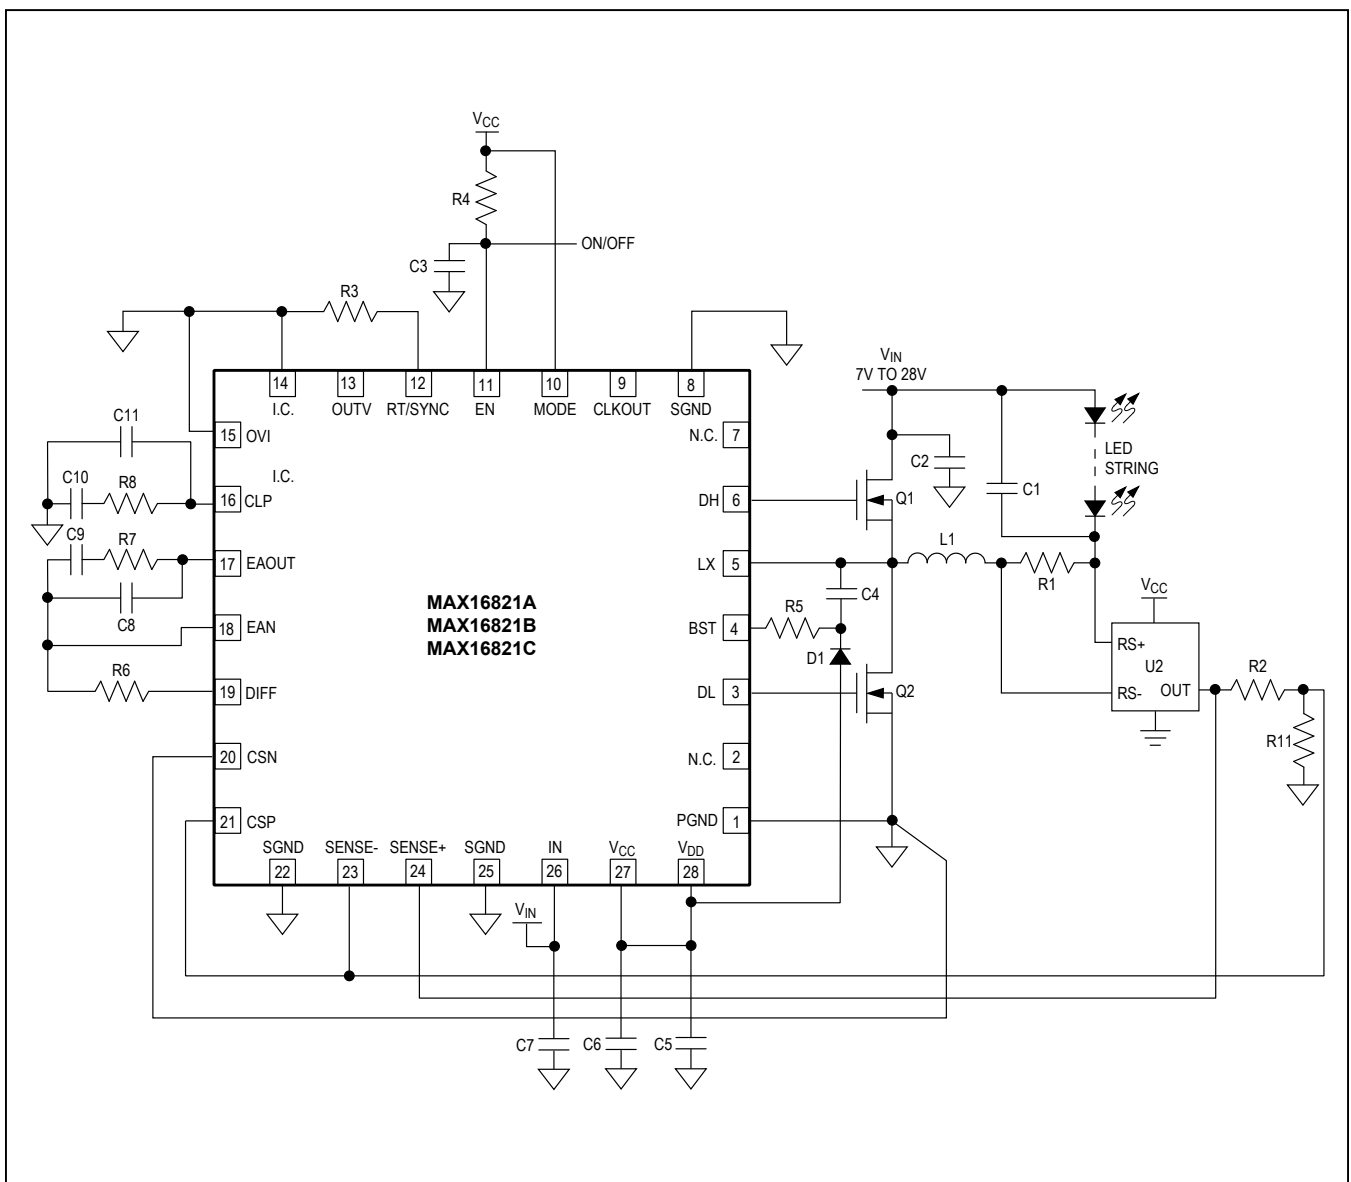 VCC
R4
ON/OFF
C3
R3
14 13 12 11 10 9 8
I.C. OUTV RT/SYNC EN MODE CLKOUT SGND
VIN
7V TO 28V
C11
15 OVI
N.C. 7
I.C.
C10
R8
16 CLP
C2
C1
LED
STRING
DH 6
Q1
C9
R7
17 EAOUT
C8
LX 5
L1
R1
C4
MAX16821A
MAX16821B
MAX16821C
VCC
18 EAN
BST 4
R5
D1
RS+
U2
RS-
OUT
R6
19 DIFF
DL 3
Q2
R2
R11
20 CSN
N.C. 2
21 CSP
PGND 1
SGND SENSE- SENSE+ SGND IN VCC VDD
22 23 24 25 26 27 28
VIN
C7
C6
C5